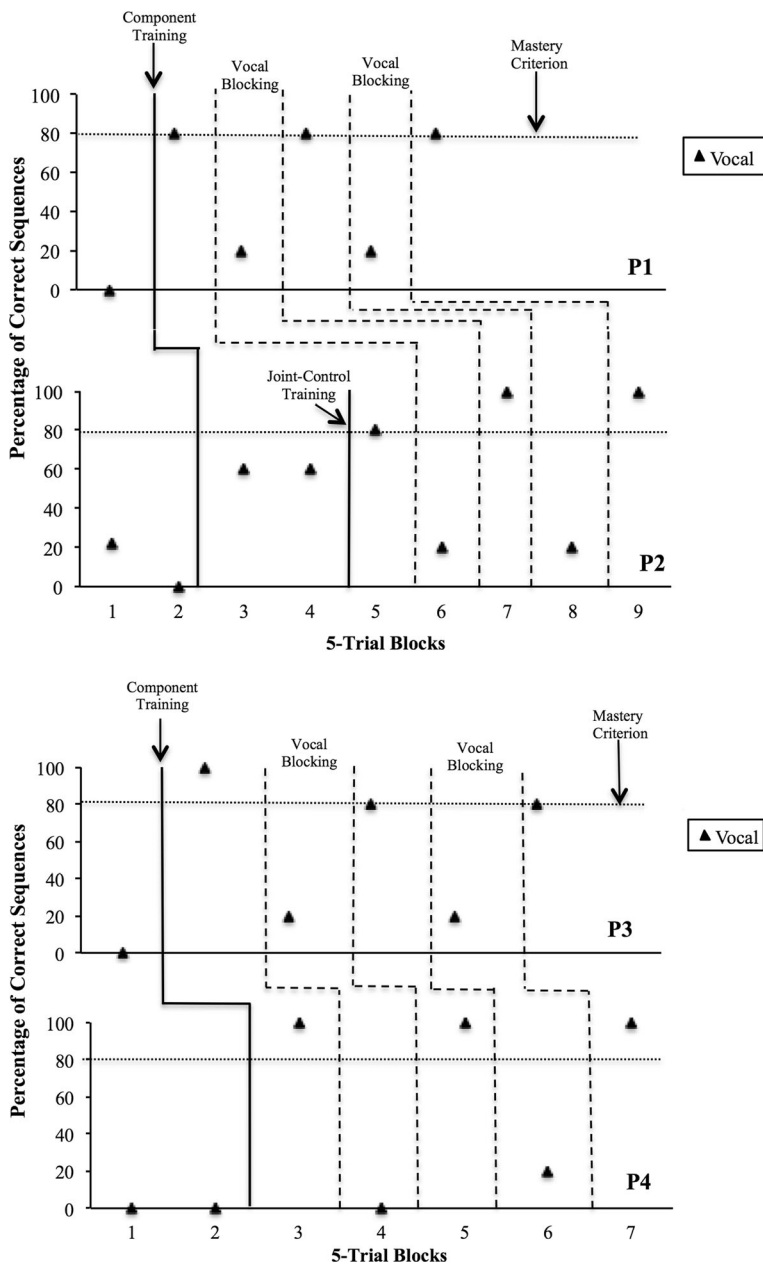 Component
Training
Vocal
Blocking
Vocal
Blocking
Mastery
Criterion
100
80
60
40
20
0
P1
Vocal
Percentage of Correct Sequences
Joint-Control
Training
100
80
60
40
20
0
P2
1 2 3 4 5 6 7 8 9
5-Trial Blocks
Component
Training
Vocal
Blocking
Vocal
Blocking
Mastery
Criterion
100
80
60
40
20
0
P3
Vocal
Percentage of Correct Sequences
100
80
60
40
20
0
P4
1 2 3 4 5 6 7
5-Trial Blocks